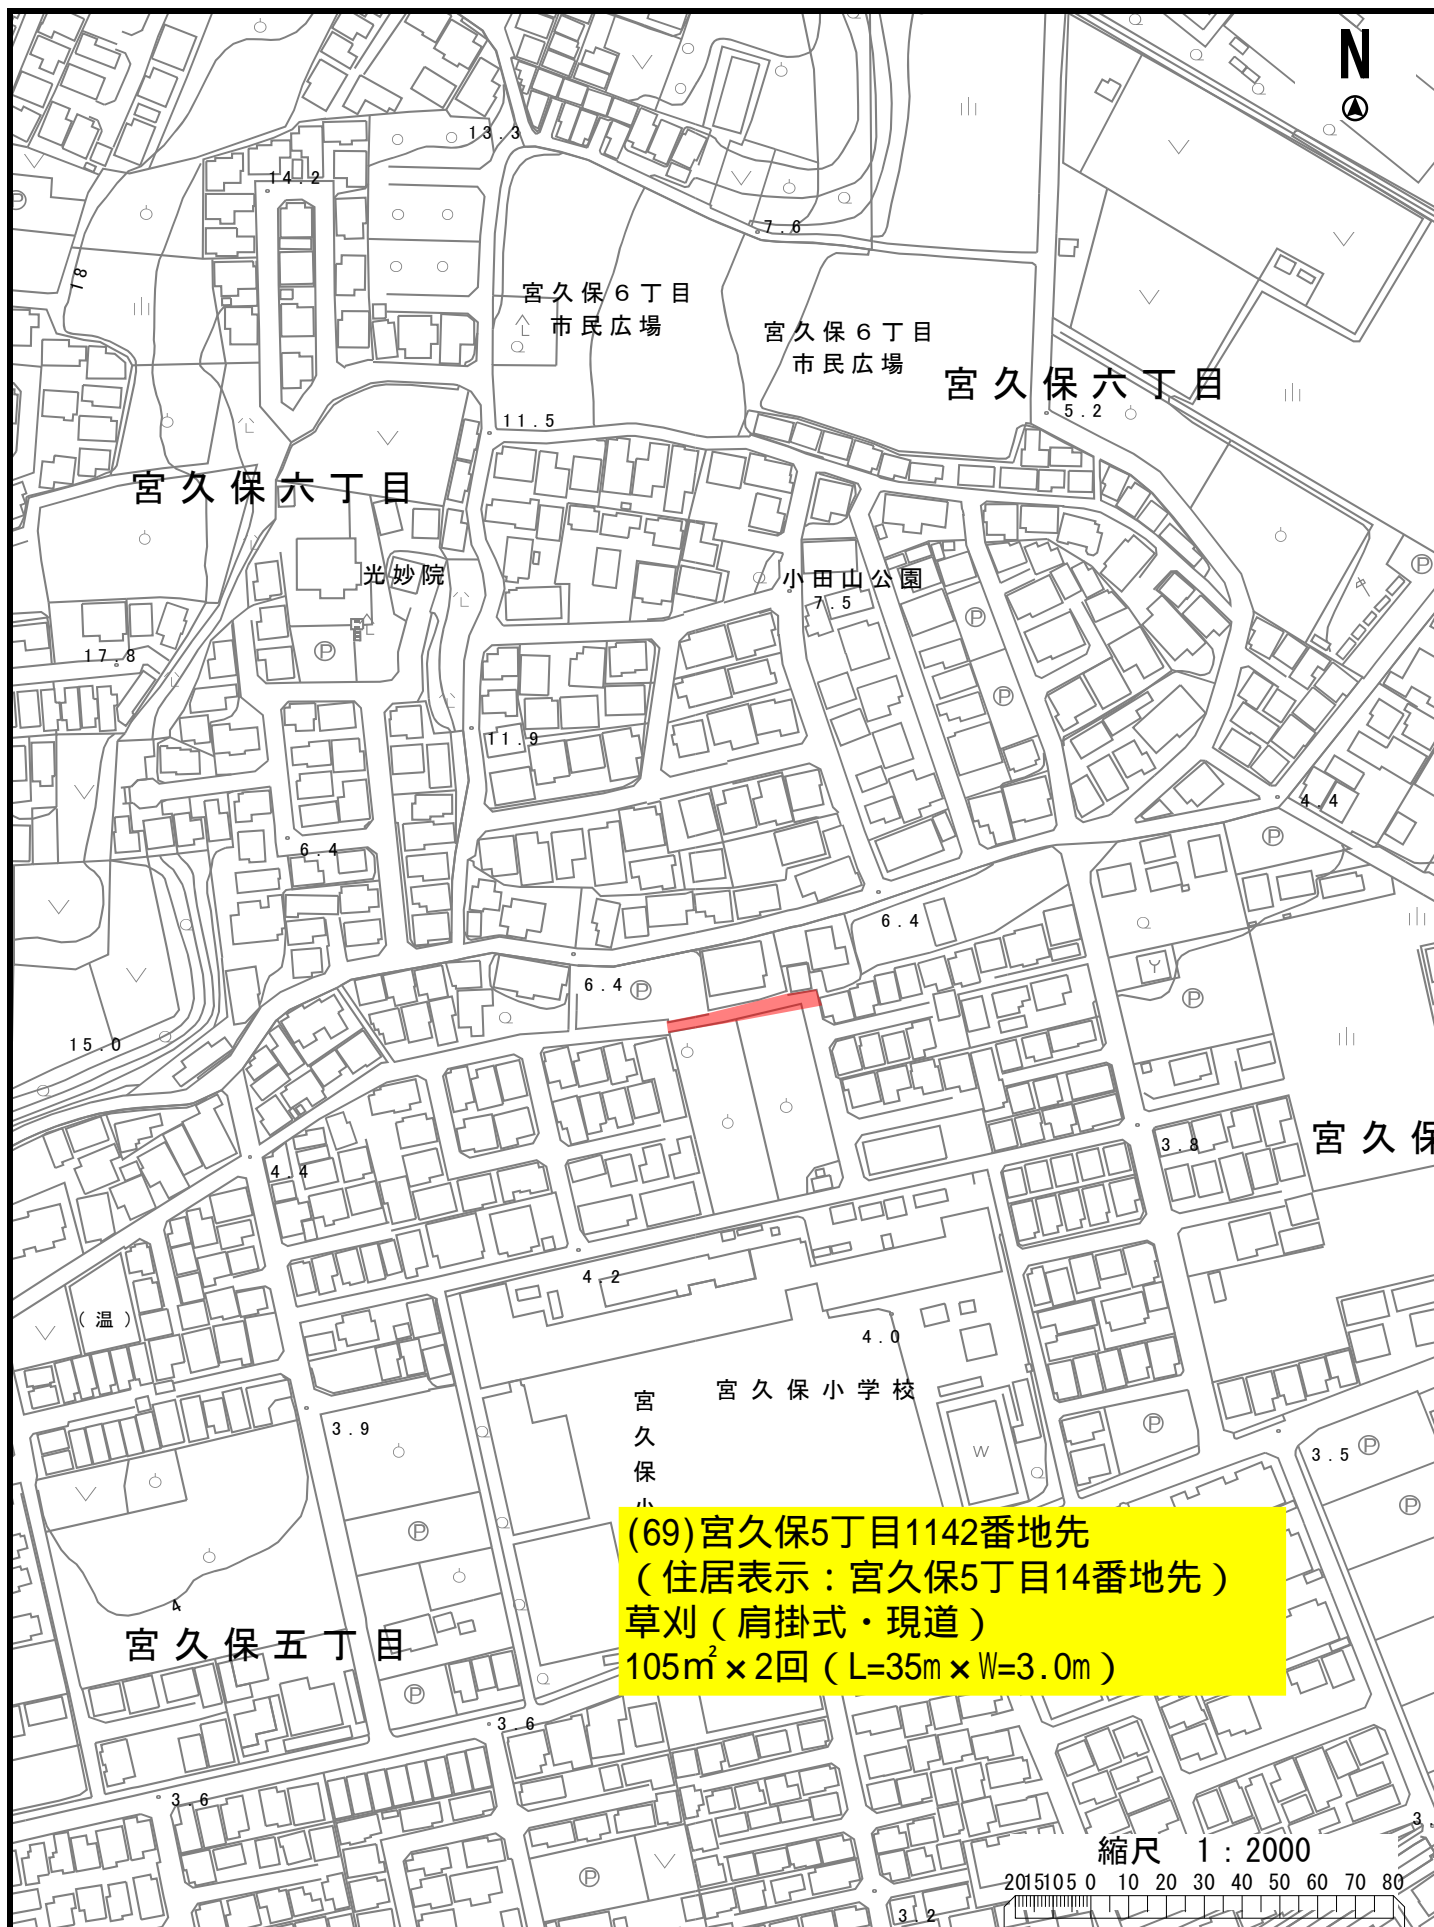 N
13.3
14.2
7.6
18
宮久保6丁目
市民広場
宮久保6丁目
市民広場
宮久保六丁目
5.2
11.5
宮久保六丁目
光妙院
小田山公園
7.5
P
P
P
P
P
17.8
11.9
4.4
P
6.4
6.4
6.4
P
P
15.0
宮久保
3.8
4.4
4.2
(温)
4.0
宮久保小学校
宮久保小
3.9
W
P
3.5
P
P
P
4
宮久保五丁目
(69)宮久保5丁目1142番地先
(住居表示:宮久保5丁目14番地先)
草刈(肩掛式・現道)
105㎡×2回(L=35m×W=3.0m)
P
3.6
3.6
3.
P
縮尺 1:2000
20 15 10 5 0 10 20 30 40 50 60 70 80
3.2